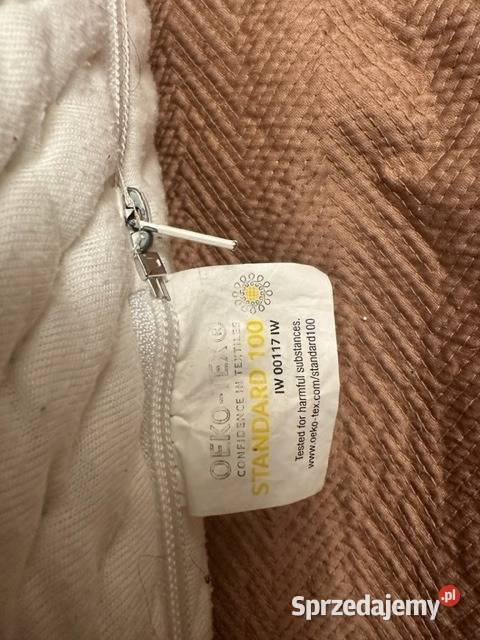 OEKO-TEX®
CONFIDENCE IN TEXTILES
STANDARD 100
IW 00117 IW
Tested for harmful substances.
www.oeko-tex.com/standard100
Sprzedajemy.pl